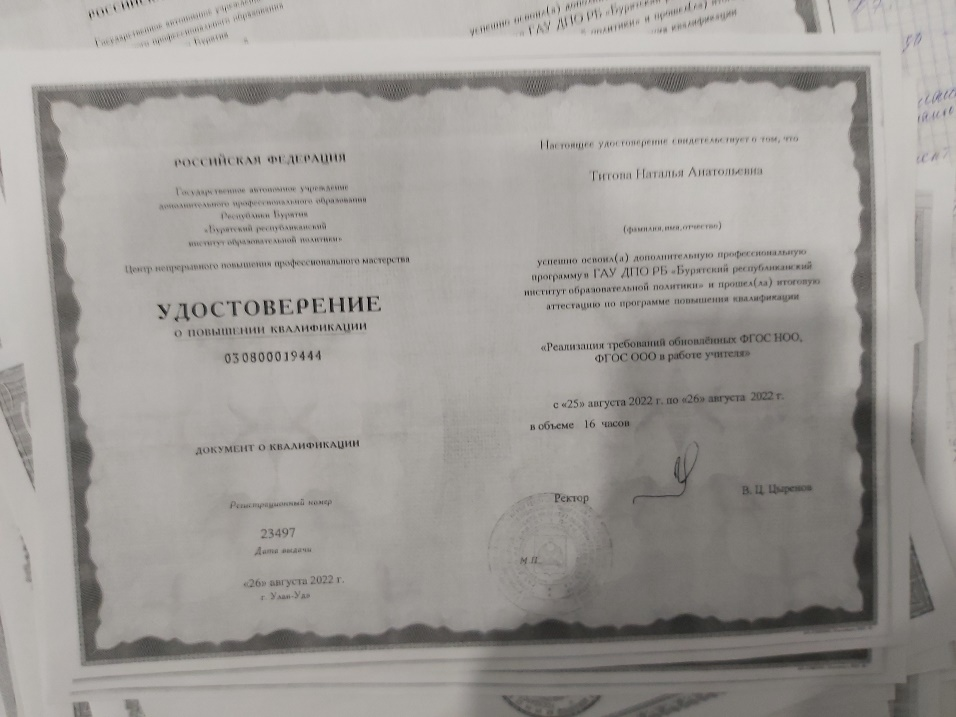 Государственное автономное учреждение
РОССИЙСКАЯ ФЕДЕРАЦИЯ
Государственное автономное учреждение
дополнительного профессионального образования
Республики Бурятия
«Бурятский республиканский
институт образовательной политики»
Центр непрерывного повышения профессионального мастерства
УДОСТОВЕРЕНИЕ
О ПОВЫШЕНИИ КВАЛИФИКАЦИИ
030800019444
ДОКУМЕНТ О КВАЛИФИКАЦИИ
Регистрационный номер
23497
Дата выдачи
«26» августа 2022 г.
г. Улан-Удэ
Настоящее удостоверение свидетельствует о том, что
Титова Наталья Анатольевна
(фамилия,имя,отчество)
успешно освоил(а) дополнительную профессиональную
программу в ГАУ ДПО РБ «Бурятский республиканский
институт образовательной политики» и прошел(ла) итоговую
аттестацию по программе повышения квалификации
«Реализация требований обновлённых ФГОС НОО,
ФГОС ООО в работе учителя»
с «25» августа 2022 г. по «26» августа 2022 г.
в объеме 16 часов
Ректор
В. Ц. Цыренов
М.П.